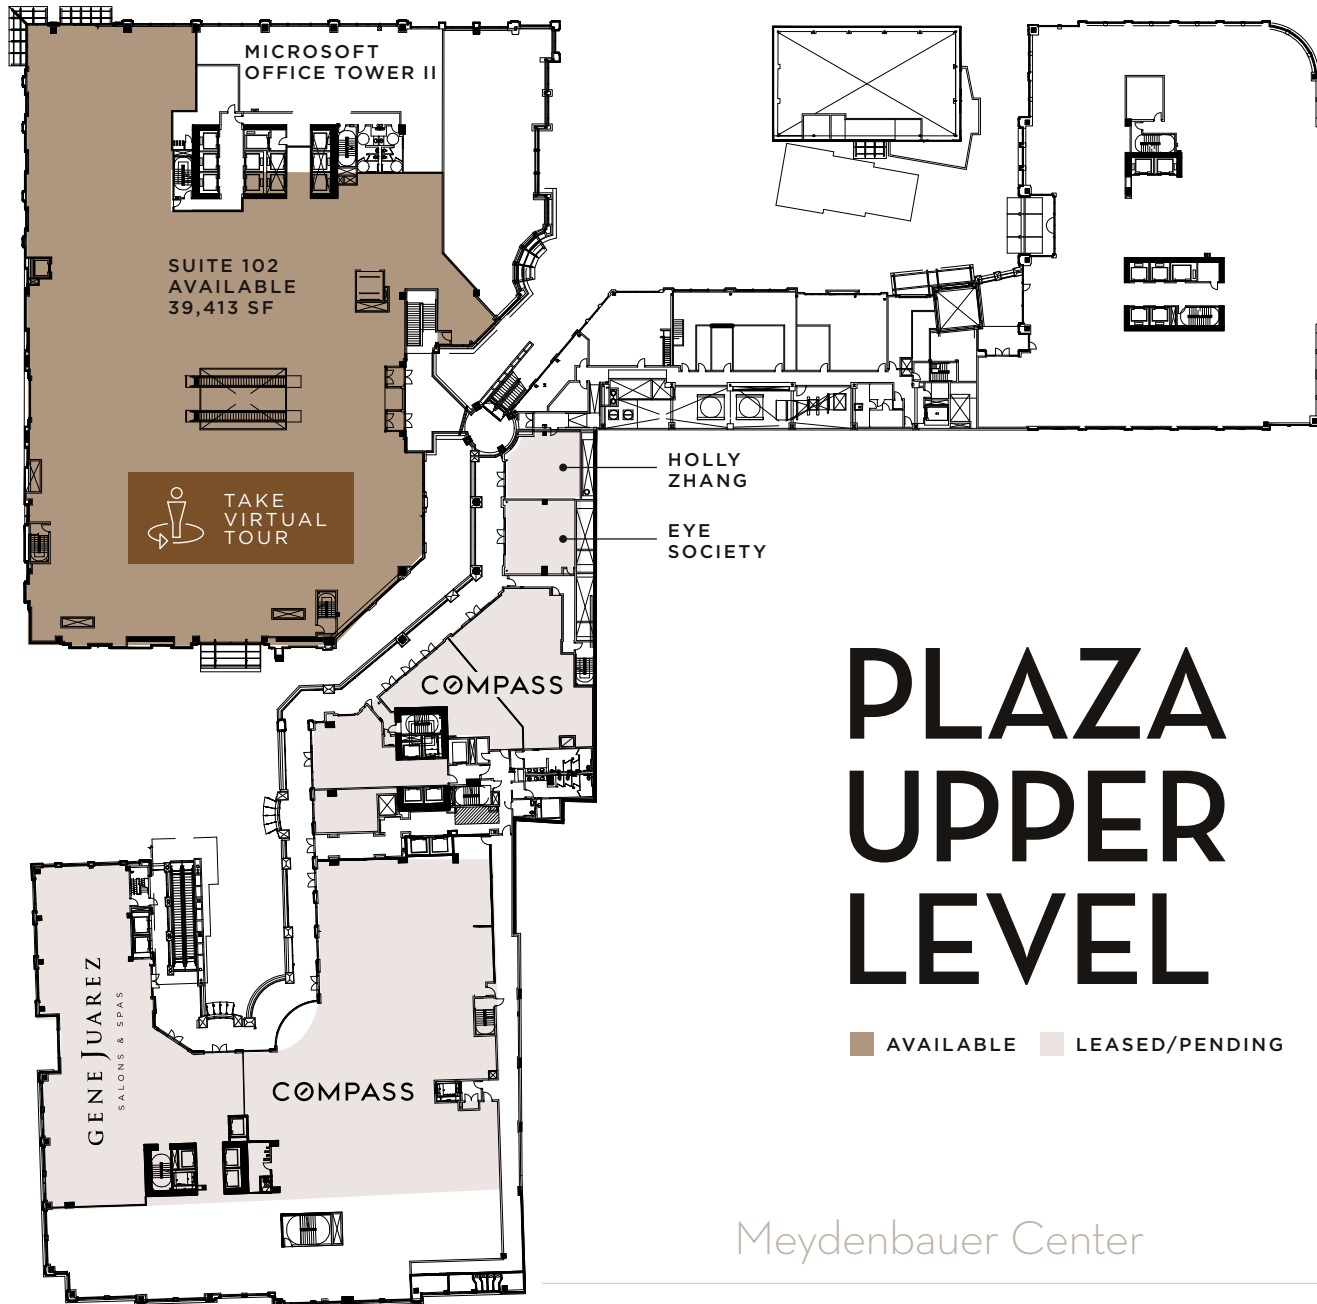 MICROSOFT
OFFICE TOWER II
SUITE 102
AVAILABLE
39,413 SF
TAKE
VIRTUAL
TOUR
HOLLY
ZHANG
EYE
SOCIETY
COMPASS
PLAZA
UPPER
LEVEL
AVAILABLE
LEASED/PENDING
GENE JUAREZ
SALONS & SPAS
COMPASS
Meydenbauer Center